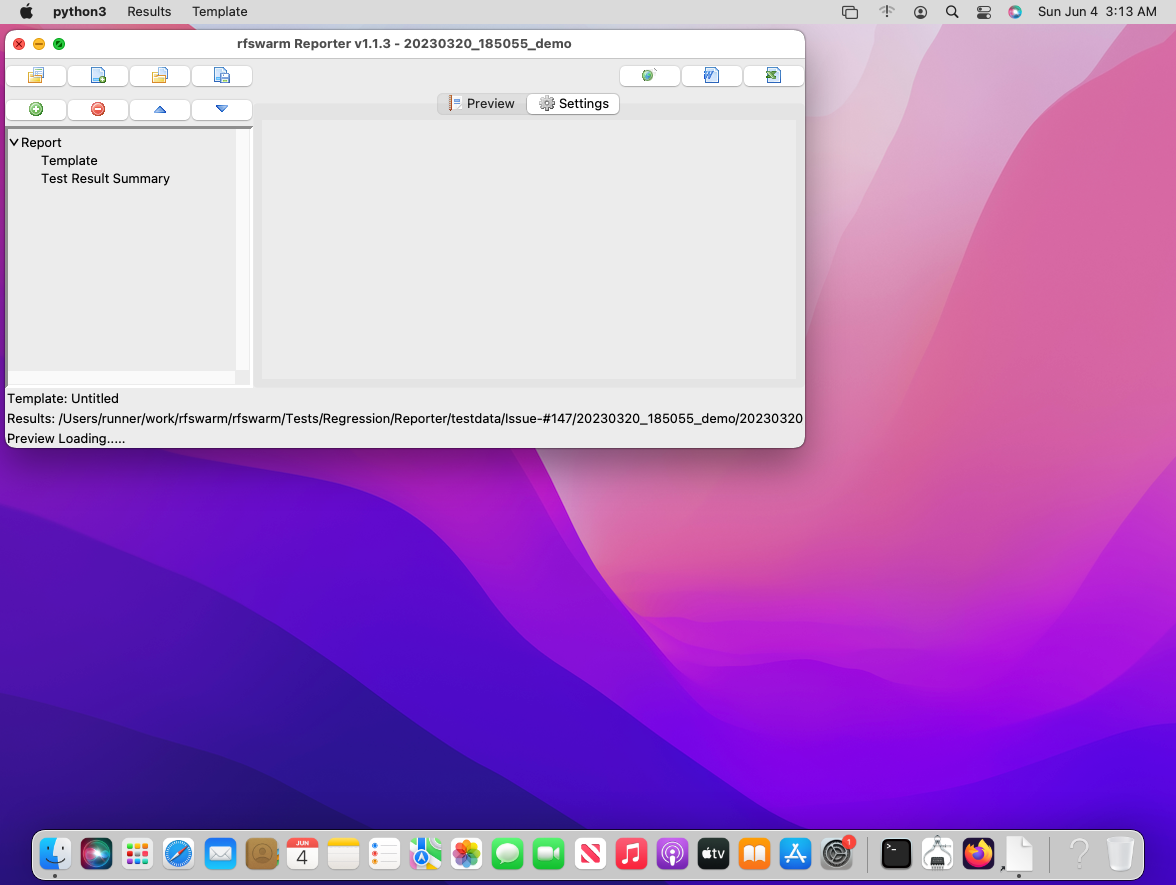 python3 Results Template Sun Jun 4 3:13 AM
rfswarm Reporter v1.1.3 - 20230320_185055_demo
Preview Settings
Report
Template
Test Result Summary
Template: Untitled
Results: /Users/runner/work/rfswarm/rfswarm/Tests/Regression/Reporter/testdata/Issue-#147/20230320_185055_demo/20230320
Preview Loading.....
JUN
4
tv
1